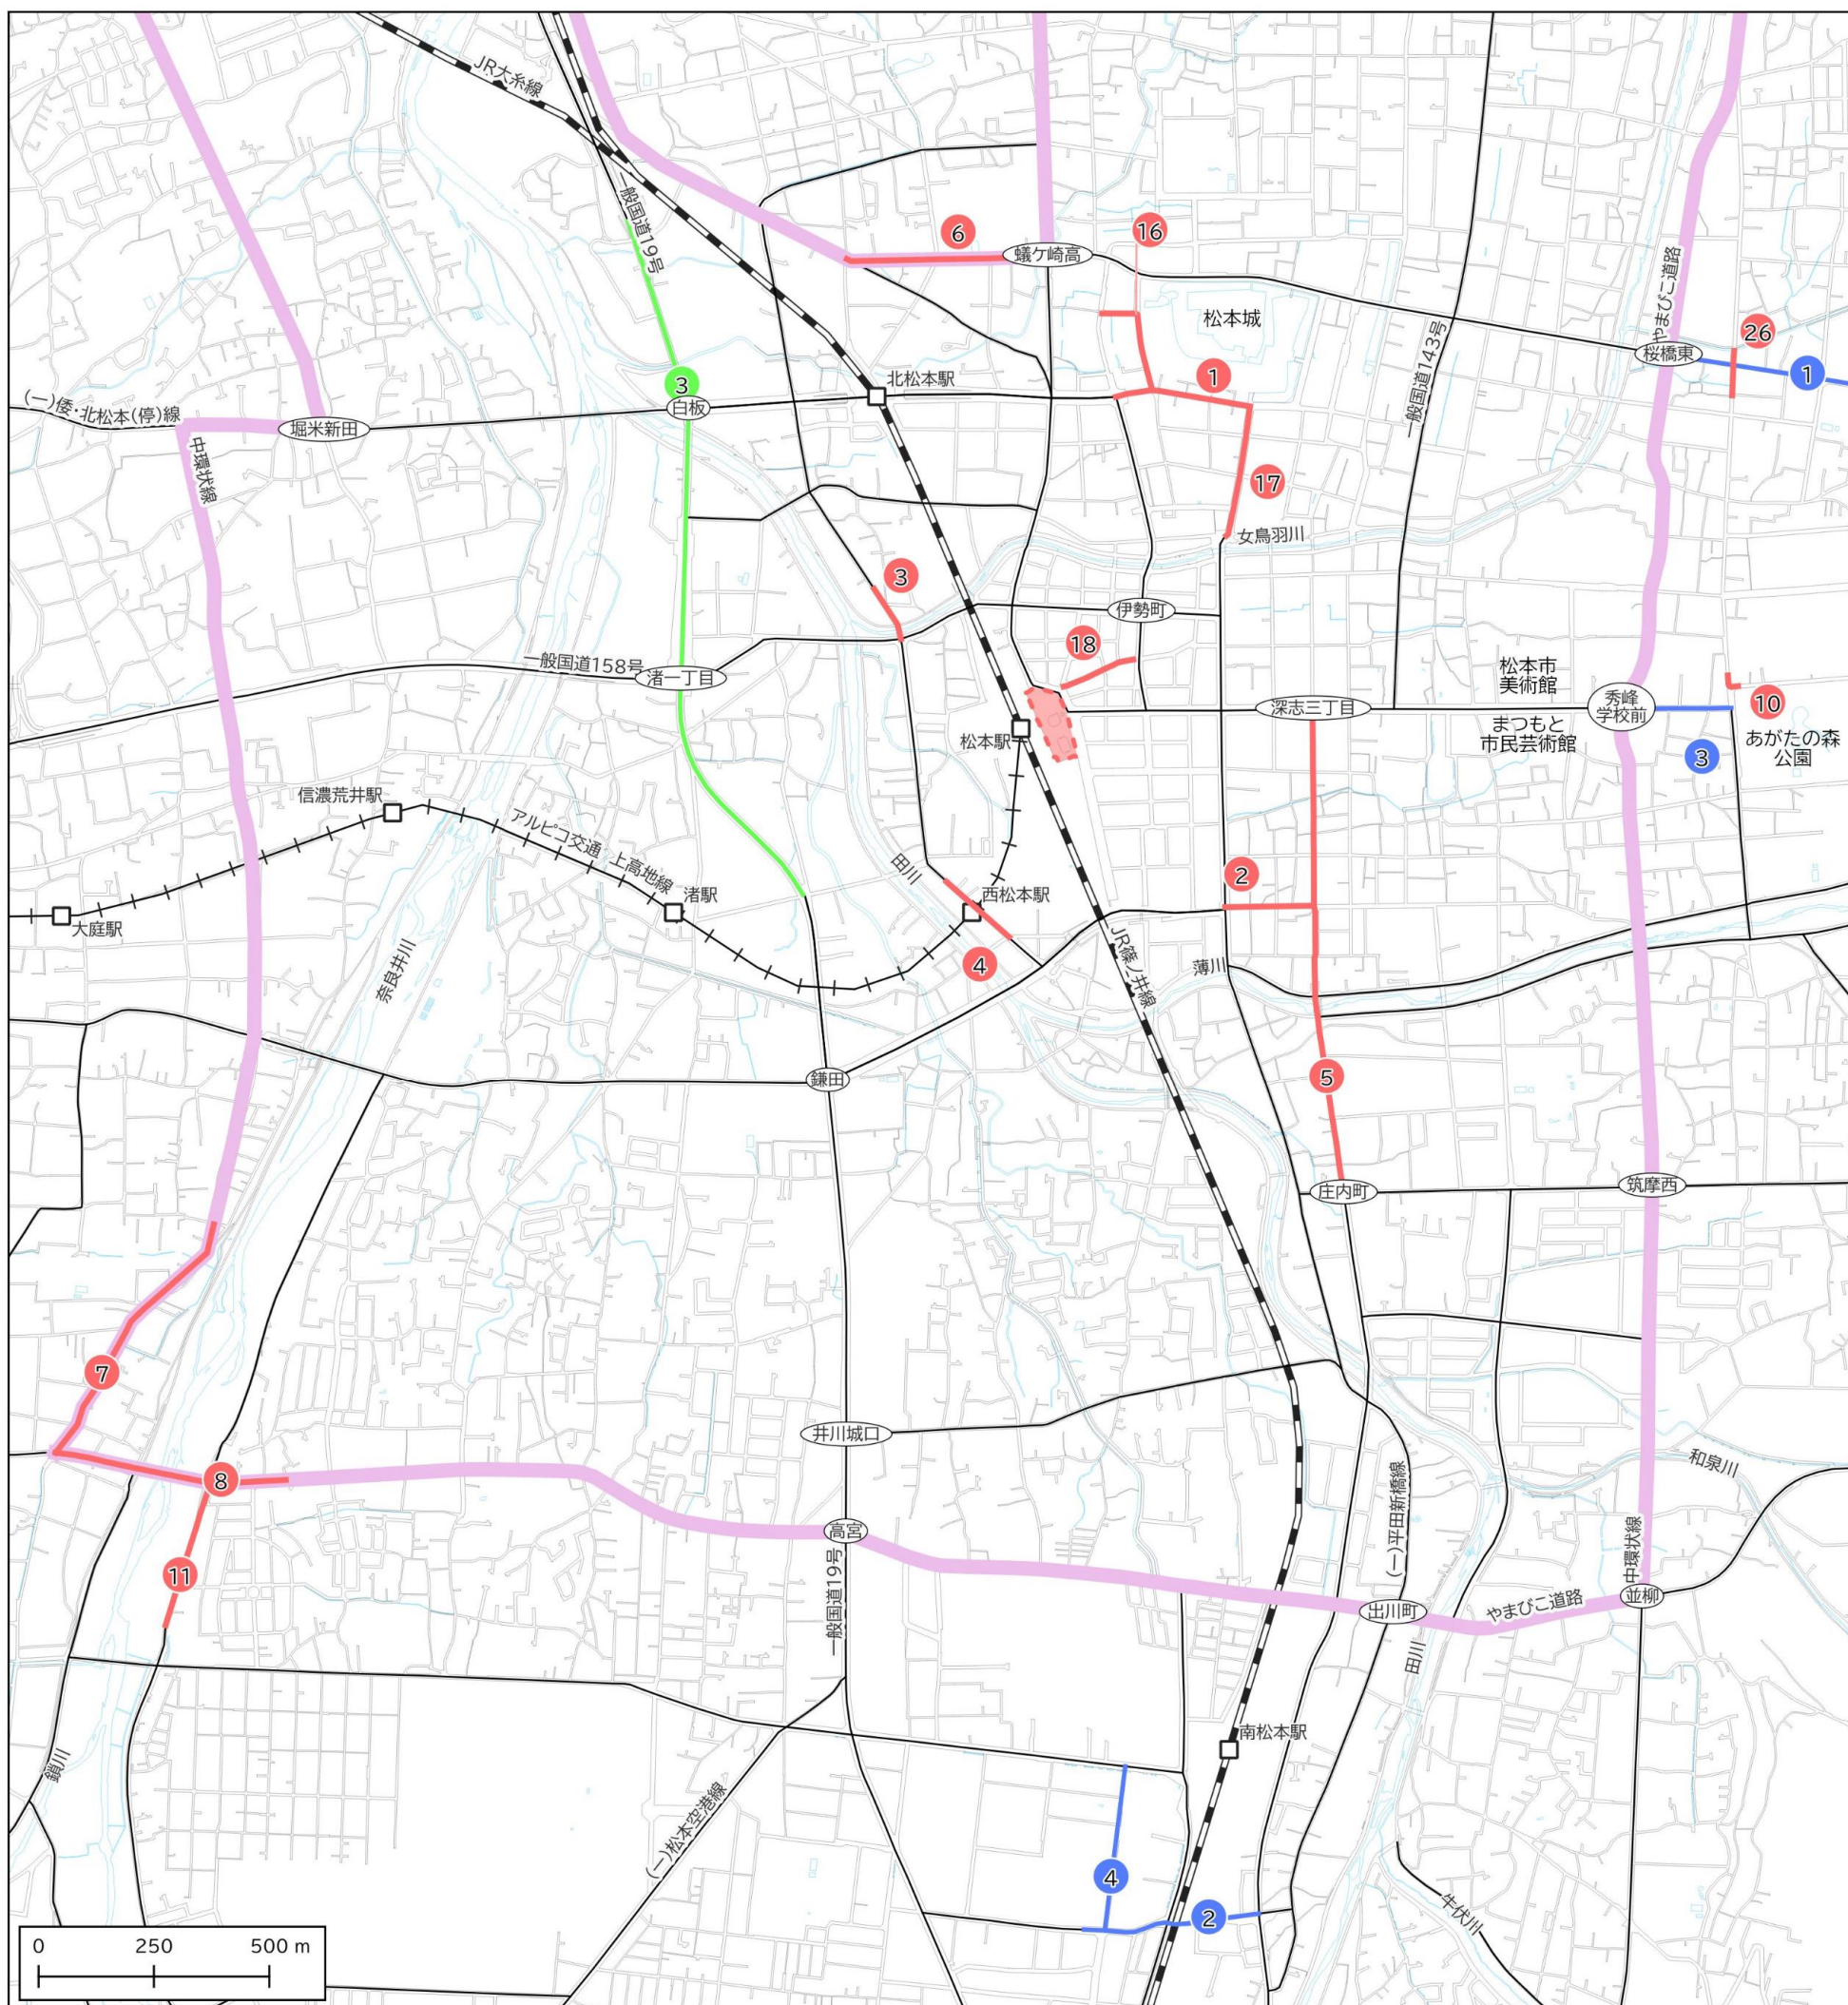 JR大糸線
一般国道19号
6
16
蟻ケ崎高
松本城
やまびこ道路
一般国道143号
26
桜橋東
1
3
北松本駅
1
白板
(一)倭・北松本(停)線
堀米新田
中環状線
17
女鳥羽川
3
伊勢町
18
一般国道158号
渚一丁目
松本市
美術館
秀峰
学校前
10
深志三丁目
まつもと
市民芸術館
あがたの森
公園
松本駅
3
信濃荒井駅
アルピコ交通 上高地線
田川
2
渚駅
西松本駅
大庭駅
奈良井川
4
JR篠ノ井線
薄川
鎌田
5
庄内町
筑摩西
7
井川城口
8
和泉川
(一)平田新橋線
高宮
11
一般国道19号
中環状線
並柳
出川町
やまびこ道路
田川
南松本駅
鎖川
(一)松本空港線
4
2
牛伏川
0 250 500 m